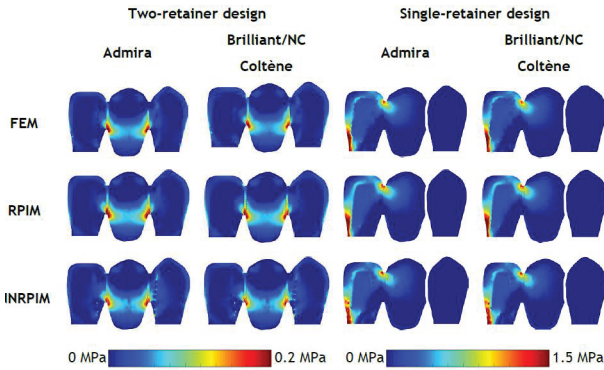 Two-retainer design Single-retainer design
Admira Brilliant/NC Coltène Admira Brilliant/NC Coltène
FEM
RPIM
INRPIM
0 MPa 0.2 MPa 0 MPa 1.5 MPa